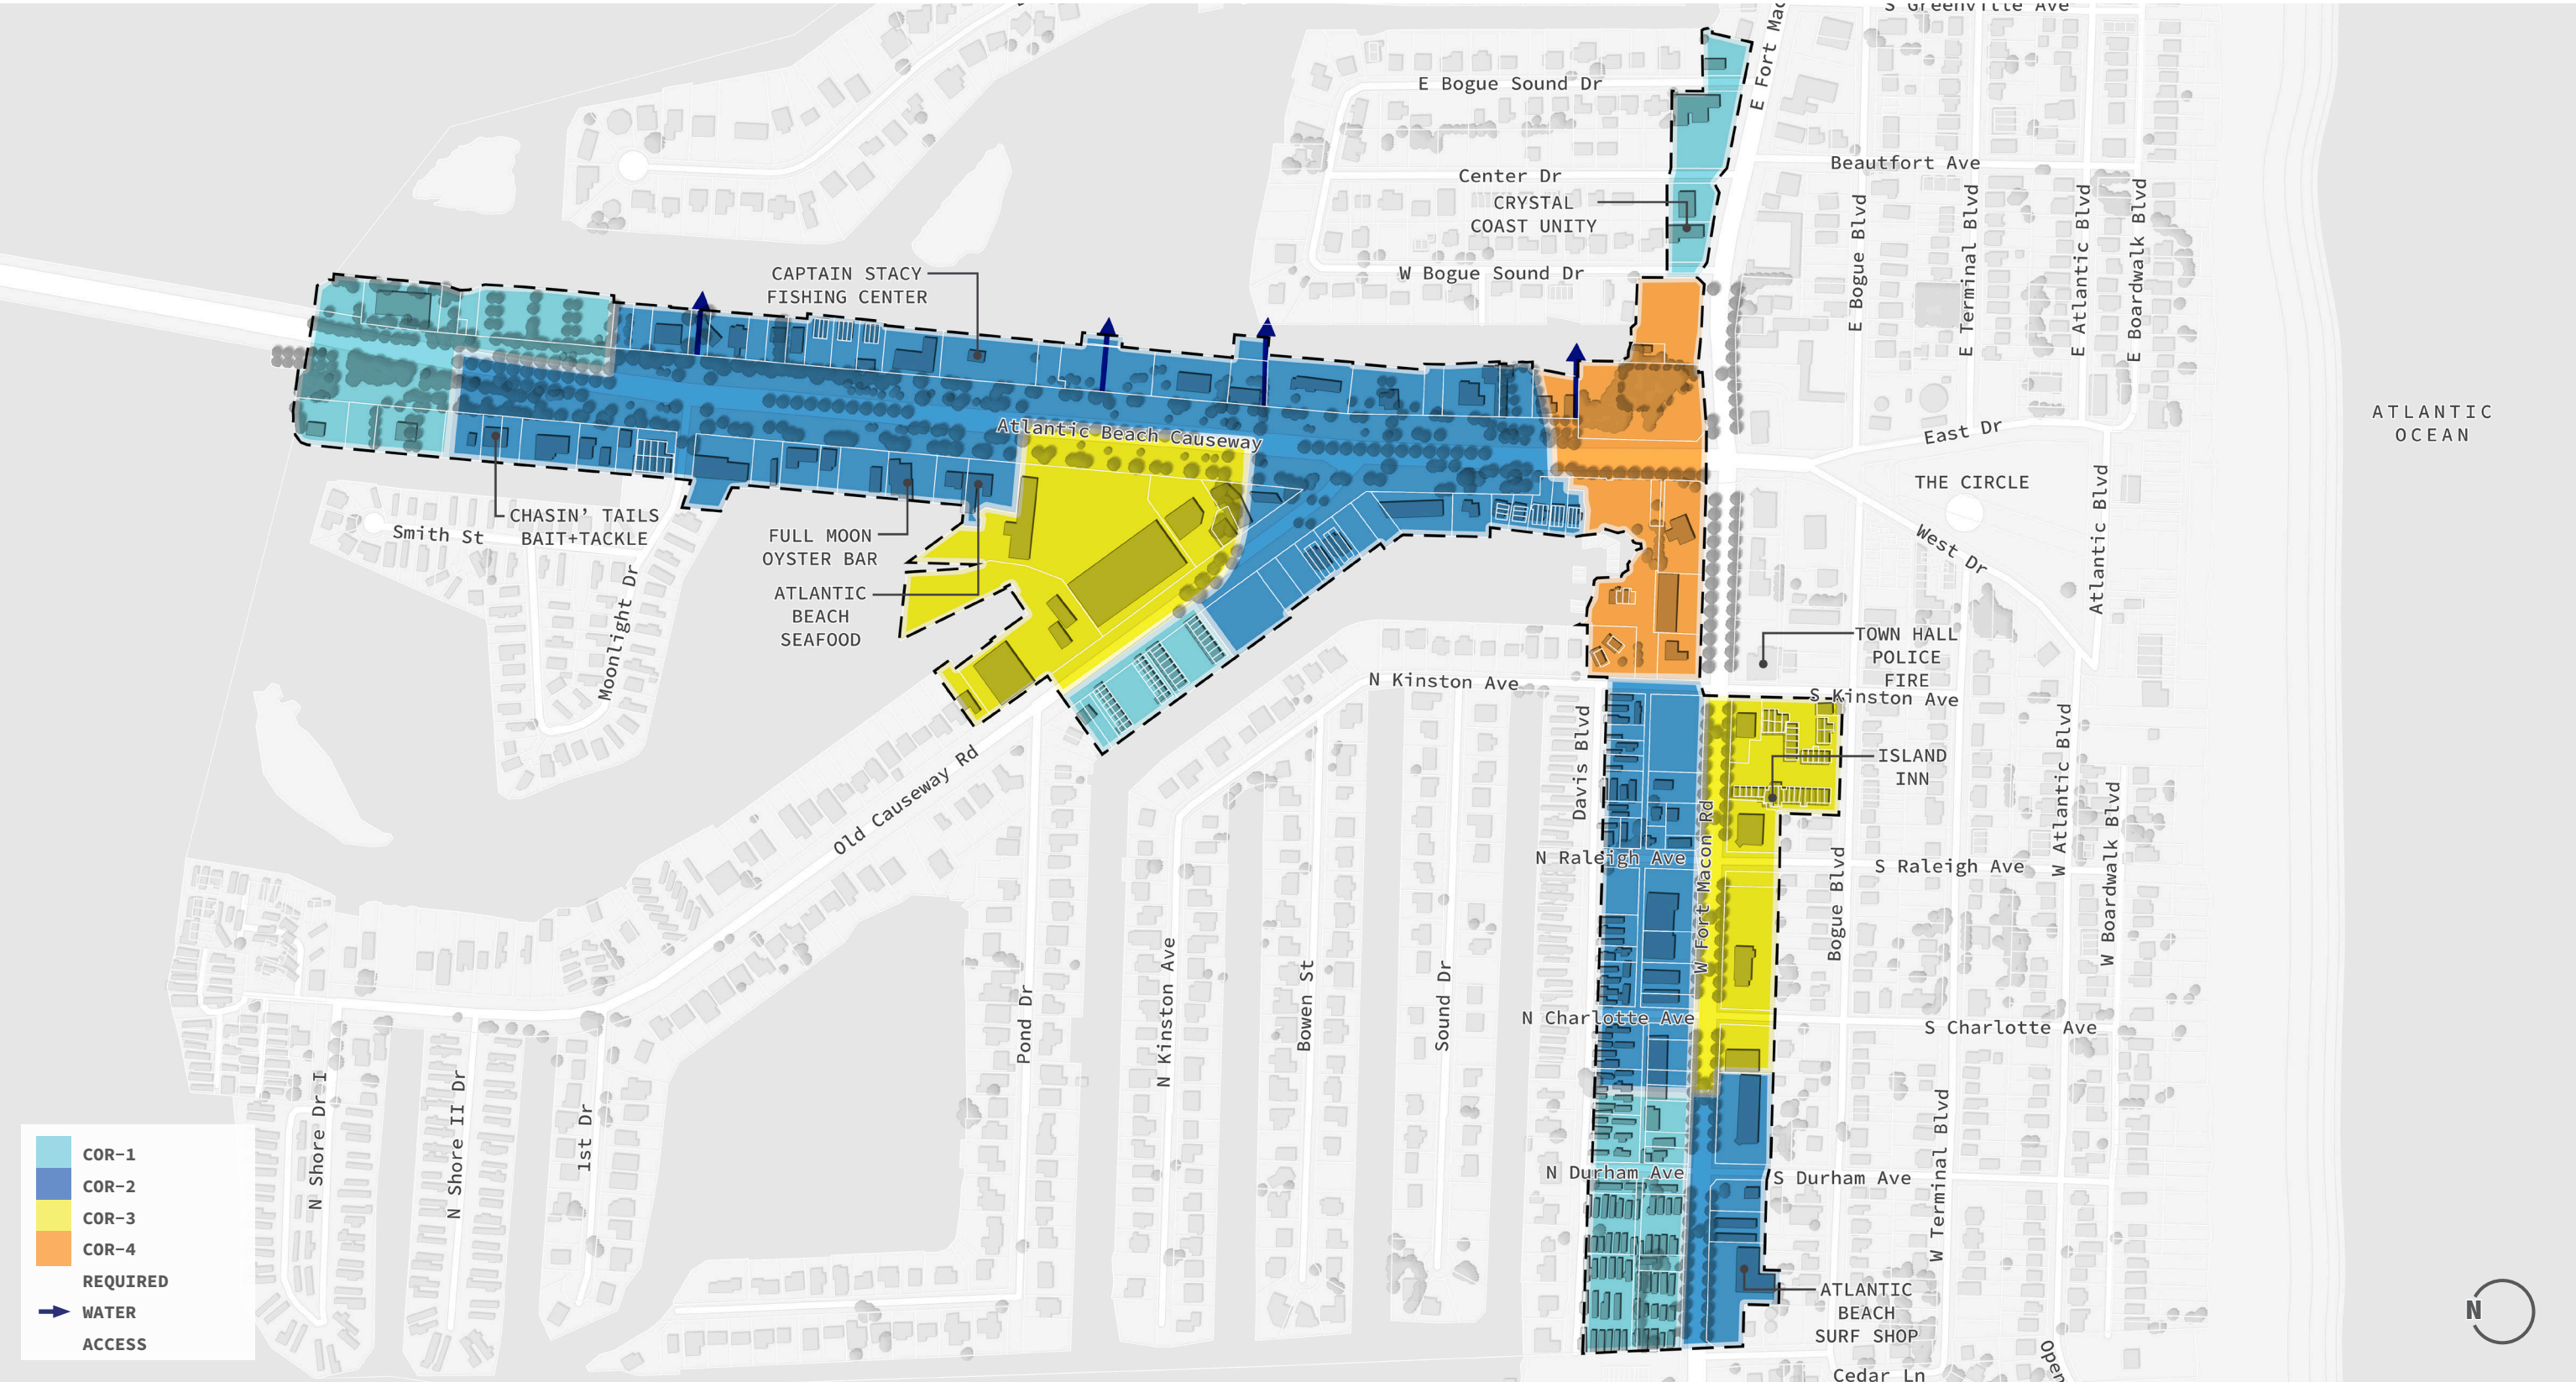 S Greenville Ave
E Fort Mac
E Bogue Sound Dr
Center Dr
CRYSTAL
COAST UNITY
W Bogue Sound Dr
Beautfort Ave
E Bogue Blvd
E Terminal Blvd
E Atlantic Blvd
E Boardwalk Blvd
CAPTAIN STACY
FISHING CENTER
Atlantic Beach Causeway
East Dr
THE CIRCLE
West Dr
Atlantic Blvd
ATLANTIC
OCEAN
CHASIN' TAILS
BAIT+TACKLE
Smith St
Moonlight Dr
FULL MOON
OYSTER BAR
ATLANTIC
BEACH
SEAFOOD
TOWN HALL
POLICE
FIRE
N Kinston Ave
S Kinston Ave
ISLAND
INN
Davis Blvd
W Fort Macon Rd
Old Causeway Rd
N Raleigh Ave
S Raleigh Ave
Bogue Blvd
W Atlantic Blvd
W Boardwalk Blvd
Pond Dr
N Kinston Ave
Bowen St
Sound Dr
N Charlotte Ave
S Charlotte Ave
N Shore Dr I
N Shore II Dr
1st Dr
N Durham Ave
S Durham Ave
W Terminal Blvd
ATLANTIC
BEACH
SURF SHOP
Cedar Ln
Open
COR-1
COR-2
COR-3
COR-4
REQUIRED
WATER
ACCESS
N